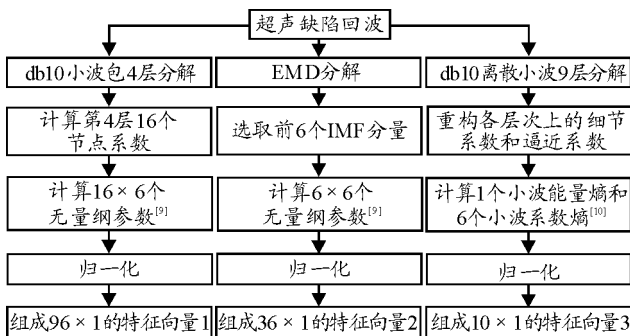 超声缺陷回波
db10小波包4层分解
EMD分解
db10离散小波9层分解
计算第4层16个
节点系数
选取前6个IMF分量
重构各层次上的细节
系数和逼近系数
计算16×6个
无量纲参数[9]
计算6×6个
无量纲参数[9]
计算1个小波能量熵和
6个小波系数熵[10]
归一化
归一化
归一化
组成96×1的特征向量1
组成36×1的特征向量2
组成10×1的特征向量3